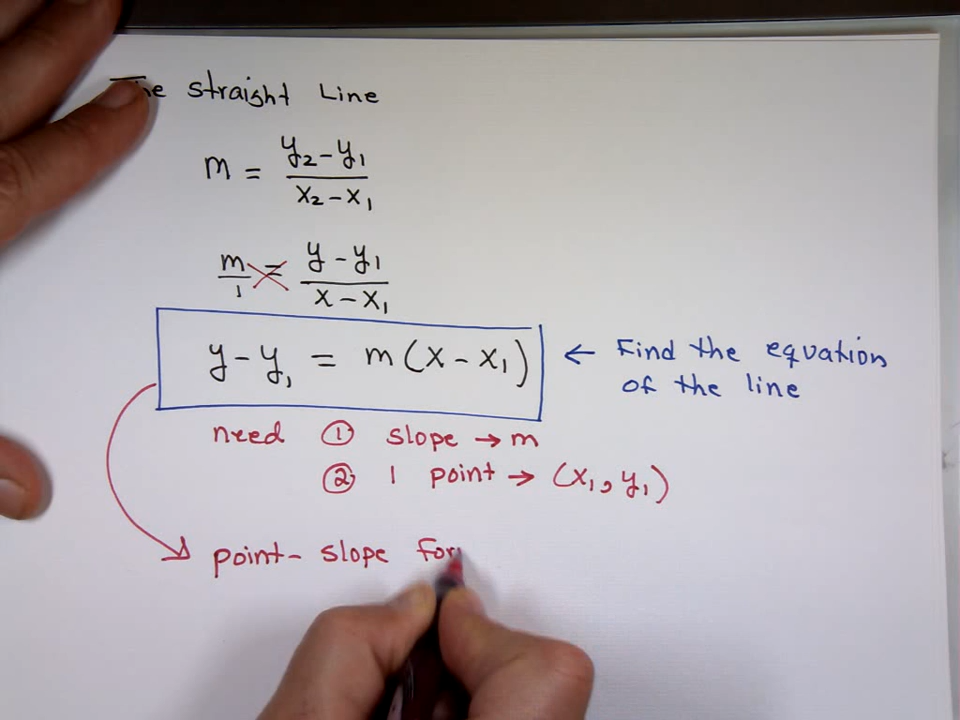 The straight Line
m = y₂ - y₁ / x₂ - x₁
m/1 = y - y₁ / x - x₁
y - y₁ = m(x - x₁) ← Find the equation
of the line
need ① slope → m
② 1 point → (x₁, y₁)
point- slope For